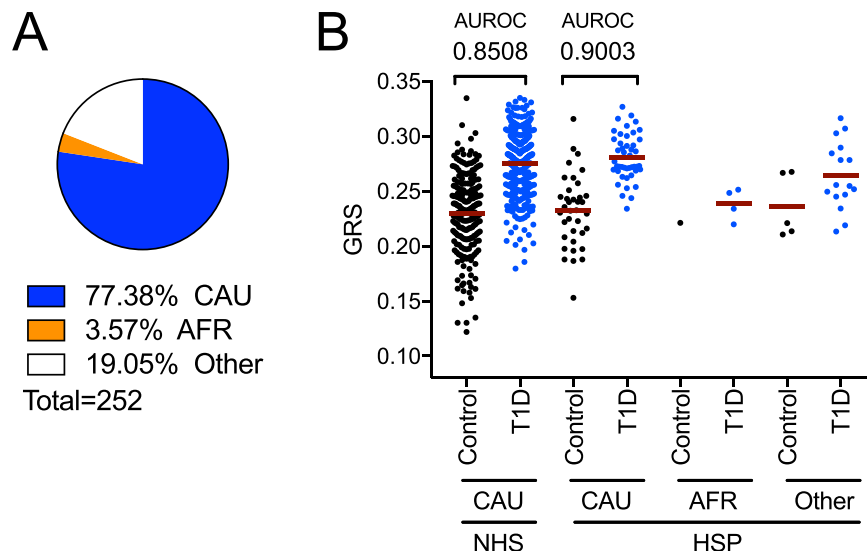 A
77.38% CAU
3.57% AFR
19.05% Other
Total=252
B
AUROC AUROC
0.8508 0.9003
GRS
0.35
0.30
0.25
0.20
0.15
0.10
Control T1D Control T1D Control T1D Control T1D
CAU CAU AFR Other
NHS HSP